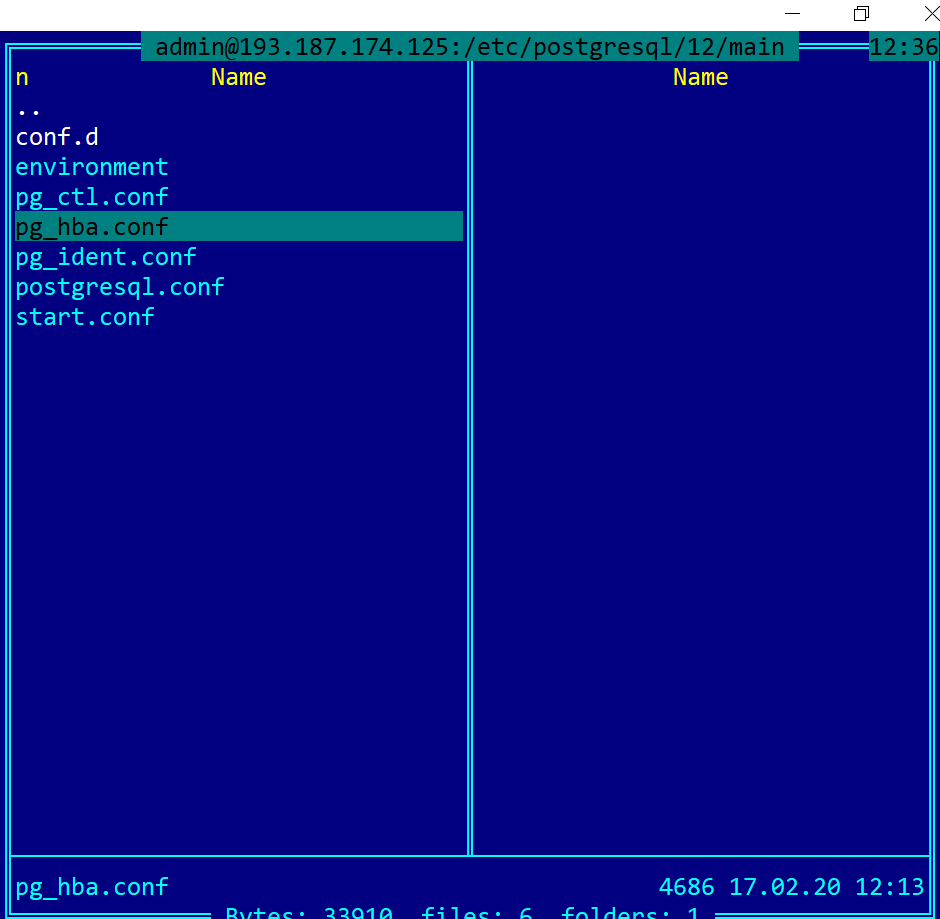 admin@193.187.174.125:/etc/postgresql/12/main 12:36
n Name Name
..
conf.d
environment
pg_ctl.conf
pg_hba.conf
pg_ident.conf
postgresql.conf
start.conf
pg_hba.conf 4686 17.02.20 12:13
Bytes: 33910, files: 6, folders: 1